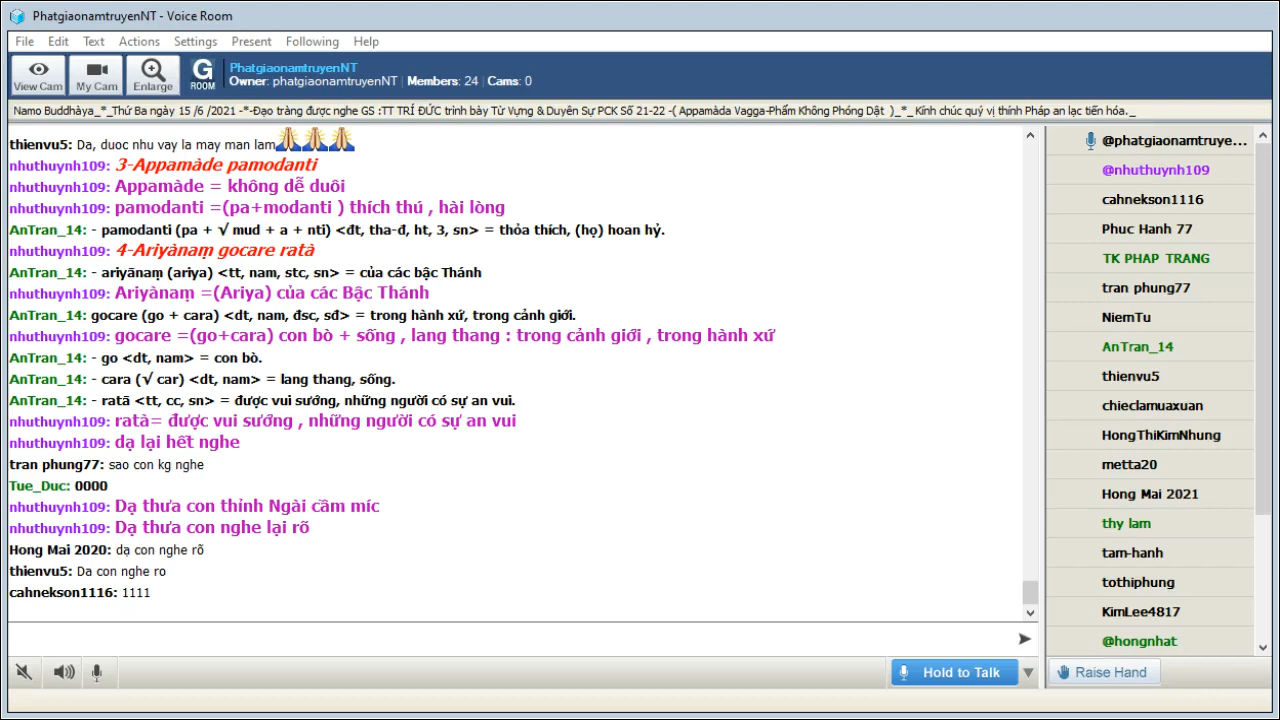 PhatgiaonamtruyenNT - Voice Room
File Edit Text Actions Settings Present Following Help
View Cam My Cam Enlarge G ROOM
PhatgiaonamtruyenNT
Owner: phatgiaonamtruyenNT | Members: 24 | Cams: 0
Namo Buddhàya_*_Thứ Ba ngày 15 /6 /2021 -*-Đạo tràng được nghe GS :TT TRÍ ĐỨC trình bày Từ Vựng & Duyên Sự PCK Số 21-22 -( Appamàda Vagga-Phẩm Không Phóng Dật )_*_ Kính chúc quý vị thính Pháp an lạc tiến hóa._
thienvu5: Da, duoc nhu vay la may man lam
nhuthuynh109: 3-Appamàde pamodanti
nhuthuynh109: Appamàde = không dễ duôi
nhuthuynh109: pamodanti =(pa+modanti ) thích thú , hài lòng
AnTran_14: - pamodanti (pa + √ mud + a + nti) <đt, tha-đ, ht, 3, sn> = thỏa thích, (họ) hoan hỷ.
nhuthuynh109: 4-Ariyànaṃ gocare ratà
AnTran_14: - ariyānaṃ (ariya) <tt, nam, stc, sn> = của các bậc Thánh
nhuthuynh109: Ariyànaṃ =(Ariya) của các Bậc Thánh
AnTran_14: gocare (go + cara) <dt, nam, đsc, sđ> = trong hành xứ, trong cảnh giới.
nhuthuynh109: gocare =(go+cara) con bò + sống , lang thang : trong cảnh giới , trong hành xứ
AnTran_14: - go <dt, nam> = con bò.
AnTran_14: - cara (√ car) <dt, nam> = lang thang, sống.
AnTran_14: - ratā <tt, cc, sn> = được vui sướng, những người có sự an vui.
nhuthuynh109: ratà= được vui sướng , những người có sự an vui
nhuthuynh109: dạ lại hết nghe
tran phung77: sao con kg nghe
Tue_Duc: 0000
nhuthuynh109: Dạ thưa con thỉnh Ngài cầm míc
nhuthuynh109: Dạ thưa con nghe lại rõ
Hong Mai 2020: dạ con nghe rõ
thienvu5: Da con nghe ro
cahnekson1116: 1111
@phatgiaonamtruye...
@nhuthuynh109
cahnekson1116
Phuc Hanh 77
TK PHAP TRANG
tran phung77
NiemTu
AnTran_14
thienvu5
chieclamuaxuan
HongThiKimNhung
metta20
Hong Mai 2021
thy lam
tam-hanh
tothiphung
KimLee4817
@hongnhat
Hold to Talk
Raise Hand